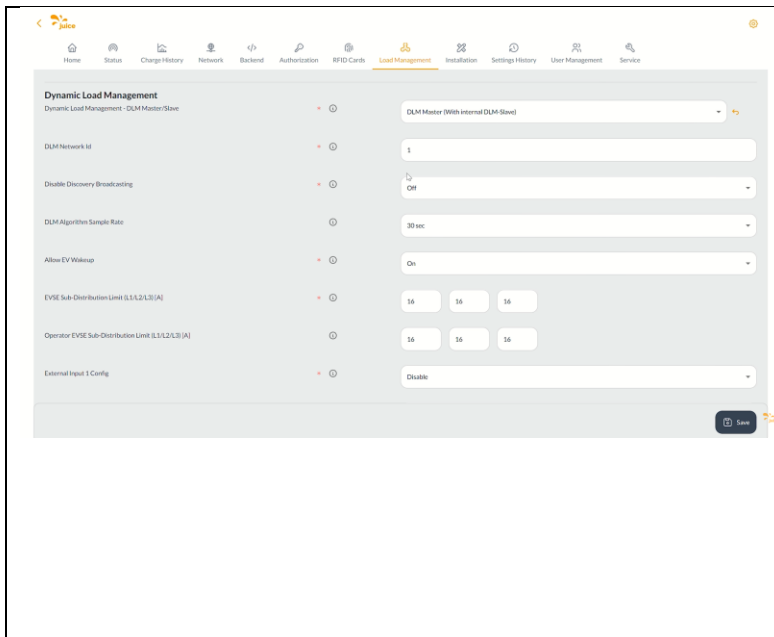 juice
Home Status Charge History Network Backend Authorization RFID Cards Load Management Installation Settings History User Management Service
Dynamic Load Management
Dynamic Load Management - DLM Master/Slave * DLM Master (With internal DLM-Slave)
DLM Network Id * 1
Disable Discovery Broadcasting * Off
DLM Algorithm Sample Rate 30 sec
Allow EV Wakeup * On
EVSE Sub-Distribution Limit (L1/L2/L3) [A] * 16 16 16
Operator EVSE Sub-Distribution Limit (L1/L2/L3) [A] 16 16 16
External Input 1 Config * Disable
Save